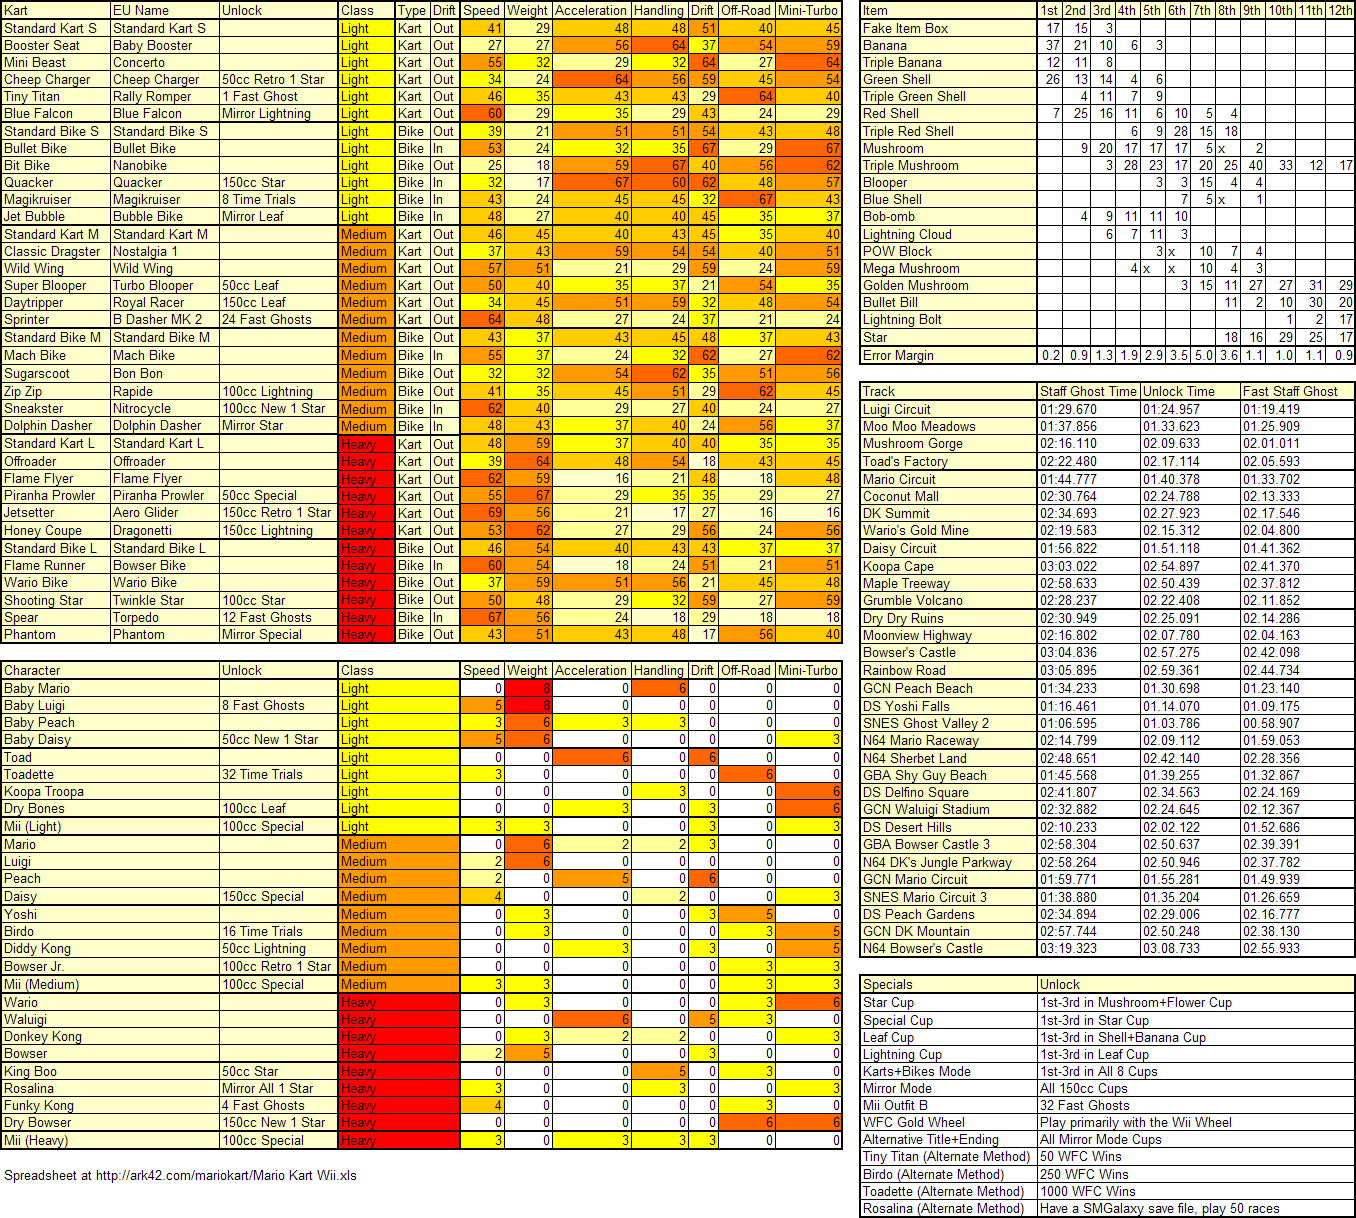 Kart EU Name Unlock Class Type Drift Speed Weight Acceleration Handling Drift Off-Road Mini-Turbo
Standard Kart S Standard Kart S Light Kart Out 41 29 48 48 51 40 45
Booster Seat Baby Booster Light Kart Out 27 27 56 64 37 54 59
Mini Beast Concerto Light Kart Out 55 32 29 32 64 27 64
Cheep Charger Cheep Charger 50cc Retro 1 Star Light Kart Out 34 24 64 56 59 45 54
Tiny Titan Rally Romper 1 Fast Ghost Light Kart Out 46 35 43 43 29 64 40
Blue Falcon Blue Falcon Mirror Lightning Light Kart Out 60 29 35 29 43 24 29
Standard Bike S Standard Bike S Light Bike Out 39 21 51 51 54 43 48
Bullet Bike Bullet Bike Light Bike In 53 24 32 35 67 29 67
Bit Bike Nanobike Light Bike Out 25 18 59 67 40 56 62
Quacker Quacker 150cc Star Light Bike In 32 17 67 60 62 48 57
Magikruiser Magikruiser 8 Time Trials Light Bike In 43 24 45 45 32 67 43
Jet Bubble Bubble Bike Mirror Leaf Light Bike In 48 27 40 40 45 35 37
Standard Kart M Standard Kart M Medium Kart Out 46 45 40 43 45 35 40
Classic Dragster Nostalgia 1 Medium Kart Out 37 43 59 54 54 40 51
Wild Wing Wild Wing Medium Kart Out 57 51 21 29 59 24 59
Super Blooper Turbo Blooper 50cc Leaf Medium Kart Out 50 40 35 37 21 54 35
Daytripper Royal Racer 150cc Leaf Medium Kart Out 34 45 51 59 32 48 54
Sprinter B Dasher MK 2 24 Fast Ghosts Medium Kart Out 64 48 27 24 37 21 24
Standard Bike M Standard Bike M Medium Bike Out 43 37 43 45 48 37 43
Mach Bike Mach Bike Medium Bike In 55 37 24 32 62 27 62
Sugarscoot Bon Bon Medium Bike Out 32 32 54 62 35 51 56
Zip Zip Rapide 100cc Lightning Medium Bike Out 41 35 45 51 29 62 45
Sneakster Nitrocycle 100cc New 1 Star Medium Bike In 62 40 29 27 40 24 27
Dolphin Dasher Dolphin Dasher Mirror Star Medium Bike In 48 43 37 40 24 56 37
Standard Kart L Standard Kart L Heavy Kart Out 48 59 37 40 40 35 35
Offroader Offroader Heavy Kart Out 39 64 48 54 18 43 45
Flame Flyer Flame Flyer Heavy Kart Out 62 59 16 21 48 18 48
Piranha Prowler Piranha Prowler 50cc Special Heavy Kart Out 55 67 29 35 35 29 27
Jetsetter Aero Glider 150cc Retro 1 Star Heavy Kart Out 69 56 21 17 27 16 16
Honey Coupe Dragonetti 150cc Lightning Heavy Kart Out 53 62 27 29 56 24 56
Standard Bike L Standard Bike L Heavy Bike Out 46 54 40 43 43 37 37
Flame Runner Bowser Bike Heavy Bike In 60 54 18 24 51 21 51
Wario Bike Wario Bike Heavy Bike Out 37 59 51 56 21 45 48
Shooting Star Twinkle Star 100cc Star Heavy Bike Out 50 48 29 32 59 27 59
Spear Torpedo 12 Fast Ghosts Heavy Bike In 67 56 24 18 29 18 18
Phantom Phantom Mirror Special Heavy Bike Out 43 51 43 48 17 56 40
Character Unlock Class Speed Weight Acceleration Handling Drift Off-Road Mini-Turbo
Baby Mario Light 0 8 0 6 0 0 0
Baby Luigi 8 Fast Ghosts Light 5 8 0 0 0 0 0
Baby Peach Light 3 6 3 3 0 0 0
Baby Daisy 50cc New 1 Star Light 5 6 0 0 0 0 3
Toad Light 0 0 6 0 6 0 0
Toadette 32 Time Trials Light 3 0 0 0 0 6 0
Koopa Troopa Light 0 0 0 3 0 0 6
Dry Bones 100cc Leaf Light 0 0 3 0 3 0 6
Mii (Light) 100cc Special Light 3 3 0 0 3 0 3
Mario Medium 0 6 2 2 3 0 0
Luigi Medium 2 6 0 0 0 0 0
Peach Medium 2 0 5 0 6 0 0
Daisy 150cc Special Medium 4 0 0 2 0 0 3
Yoshi Medium 0 3 0 0 3 5 0
Birdo 16 Time Trials Medium 0 3 0 0 3 3 5
Diddy Kong 50cc Lightning Medium 0 0 3 0 3 0 5
Bowser Jr. 100cc Retro 1 Star Medium 0 0 0 0 0 3 3
Mii (Medium) 100cc Special Medium 3 3 0 0 0 3 3
Wario Heavy 0 3 0 0 0 3 6
Waluigi Heavy 0 0 6 0 5 3 0
Donkey Kong Heavy 0 3 2 2 0 0 3
Bowser Heavy 2 5 0 0 3 0 0
King Boo 50cc Star Heavy 0 0 0 5 0 3 0
Rosalina Mirror All 1 Star Heavy 3 0 0 3 0 0 3
Funky Kong 4 Fast Ghosts Heavy 4 0 0 0 0 3 0
Dry Bowser 150cc New 1 Star Heavy 0 0 0 0 0 6 6
Mii (Heavy) 100cc Special Heavy 3 0 3 3 3 0 3
Spreadsheet at http://ark42.com/mariokart/Mario Kart Wii.xls
Item 1st 2nd 3rd 4th 5th 6th 7th 8th 9th 10th 11th 12th
Fake Item Box 17 15 3
Banana 37 21 10 6 3
Triple Banana 12 11 8
Green Shell 26 13 14 4 6
Triple Green Shell 4 11 7 9
Red Shell 7 25 16 11 6 10 5 4
Triple Red Shell 6 9 28 15 18
Mushroom 9 20 17 17 17 5 x 2
Triple Mushroom 3 28 23 17 20 25 40 33 12 17
Blooper 3 3 15 4 4
Blue Shell 7 5 x 1
Bob-omb 4 9 11 11 10
Lightning Cloud 6 7 11 3
POW Block 3 x 10 7 4
Mega Mushroom 4 x x 10 4 3
Golden Mushroom 3 15 11 27 27 31 29
Bullet Bill 11 2 10 30 20
Lightning Bolt 1 2 17
Star 18 16 29 25 17
Error Margin 0.2 0.9 1.3 1.9 2.9 3.5 5.0 3.6 1.1 1.0 1.1 0.9
Track Staff Ghost Time Unlock Time Fast Staff Ghost
Luigi Circuit 01:29.670 01:24.957 01:19.419
Moo Moo Meadows 01:37.856 01:33.623 01:25.909
Mushroom Gorge 02:16.110 02:09.633 02:01.011
Toad's Factory 02:22.480 02.17.114 02.05.593
Mario Circuit 01:44.777 01:40.378 01:33.702
Coconut Mall 02:30.764 02:24.788 02:13.333
DK Summit 02:34.693 02:27.923 02:17.546
Wario's Gold Mine 02:19.583 02:15.312 02:04.800
Daisy Circuit 01:56.822 01:51.118 01:41.362
Koopa Cape 03:03.022 02:54.897 02:41.370
Maple Treeway 02:58.633 02:50.439 02:37.812
Grumble Volcano 02:28.237 02:22.408 02:11.852
Dry Dry Ruins 02:30.949 02:25.091 02:14.286
Moonview Highway 02:16.802 02:07.780 02:04.163
Bowser's Castle 03:04.836 02:57.275 02:42.098
Rainbow Road 03:05.895 02:59.361 02:44.734
GCN Peach Beach 01:34.233 01:30.698 01:23.140
DS Yoshi Falls 01:16.461 01:14.070 01:09.175
SNES Ghost Valley 2 01:06.595 01:03.786 00:58.907
N64 Mario Raceway 02:14.799 02:09.112 01:59.053
N64 Sherbet Land 02:48.651 02:42.140 02:28.356
GBA Shy Guy Beach 01:45.568 01:39.255 01:32.867
DS Delfino Square 02:41.807 02:34.563 02:24.169
GCN Waluigi Stadium 02:32.882 02:24.645 02:12.367
DS Desert Hills 02:10.233 02:02.122 01:52.686
GBA Bowser Castle 3 02:58.304 02:50.637 02:39.391
N64 DK's Jungle Parkway 02:58.264 02:50.946 02:37.782
GCN Mario Circuit 01:59.771 01:55.281 01:49.939
SNES Mario Circuit 3 01:38.880 01:35.204 01:26.659
DS Peach Gardens 02:34.894 02:29.006 02:16.777
GCN DK Mountain 02:57.744 02:50.248 02:38.130
N64 Bowser's Castle 03:19.323 03:08.733 02:55.933
Specials Unlock
Star Cup 1st-3rd in Mushroom+Flower Cup
Special Cup 1st-3rd in Star Cup
Leaf Cup 1st-3rd in Shell+Banana Cup
Lightning Cup 1st-3rd in Leaf Cup
Karts+Bikes Mode 1st-3rd in All 8 Cups
Mirror Mode All 150cc Cups
Mii Outfit B 32 Fast Ghosts
WFC Gold Wheel Play primarily with the Wii Wheel
Alternative Title+Ending All Mirror Mode Cups
Tiny Titan (Alternate Method) 50 WFC Wins
Birdo (Alternate Method) 250 WFC Wins
Toadette (Alternate Method) 1000 WFC Wins
Rosalina (Alternate Method) Have a SMGalaxy save file, play 50 races